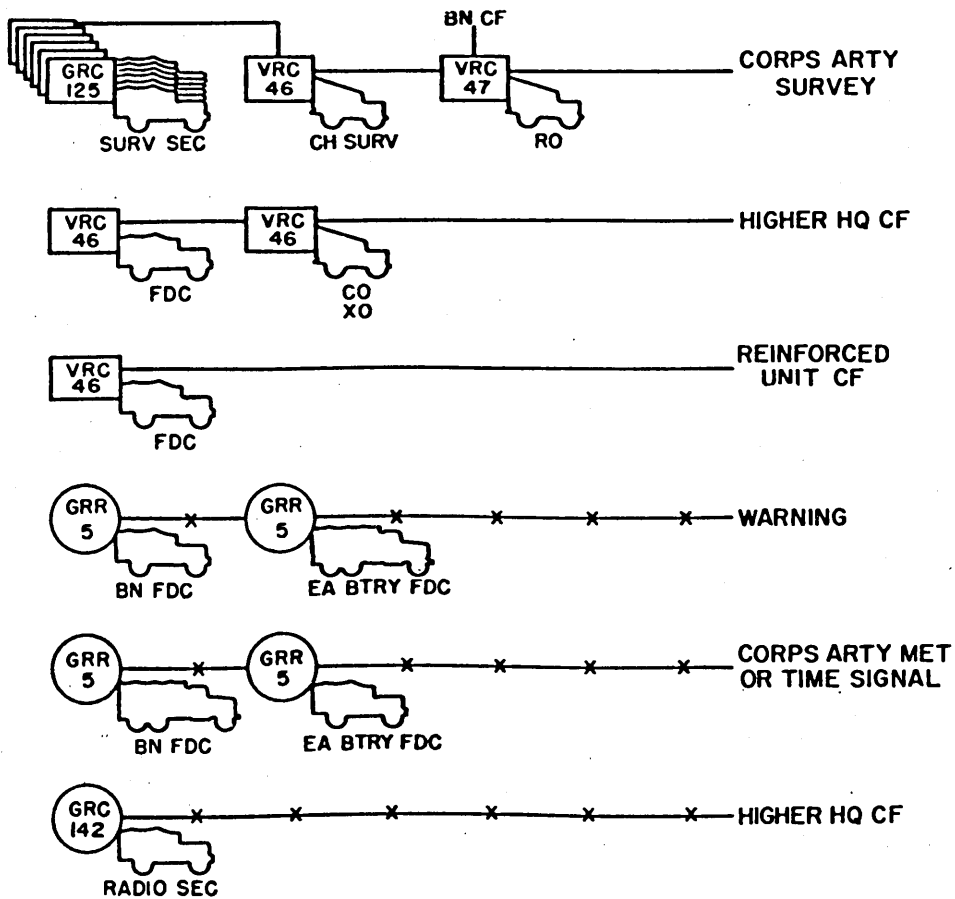 BN CF
GRC
125
VRC
46
VRC
47
CORPS ARTY
SURVEY
SURV SEC
CH SURV
RO
VRC
46
VRC
46
HIGHER HQ CF
FDC
CO
XO
VRC
46
REINFORCED
UNIT CF
FDC
GRR
5
GRR
5
WARNING
BN FDC
EA BTRY FDC
GRR
5
GRR
5
CORPS ARTY MET
OR TIME SIGNAL
BN FDC
EA BTRY FDC
GRC
142
HIGHER HQ CF
RADIO SEC